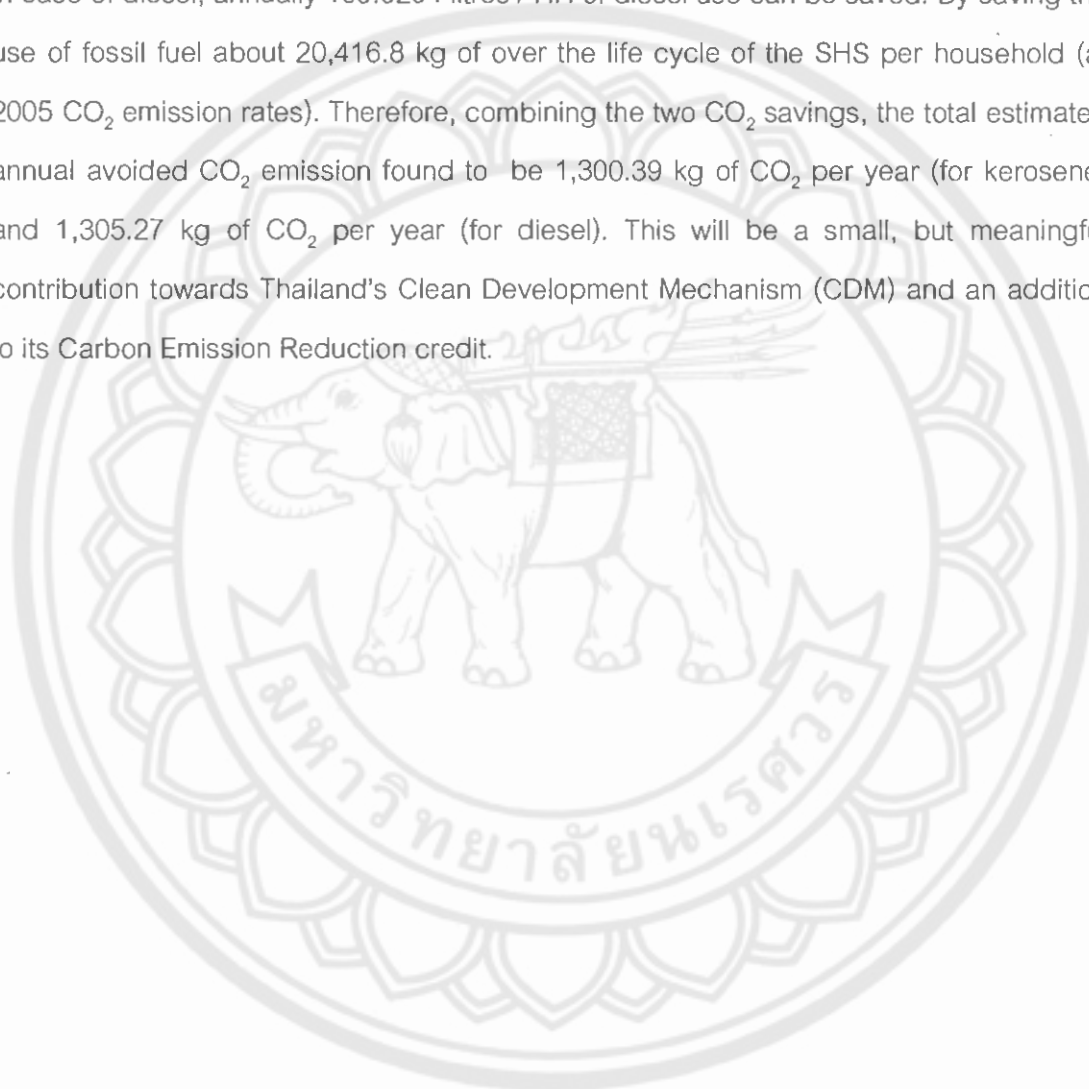 use of fossil fuel about 20,416.8 kg of over the life cycle of the SHS per household (a
2005 CO₂ emission rates). Therefore, combining the two CO₂ savings, the total estimate
annual avoided CO₂ emission found to be 1,300.39 kg of CO₂ per year (for kerosene
and 1,305.27 kg of CO₂ per year (for diesel). This will be a small, but meaningf
contribution towards Thailand's Clean Development Mechanism (CDM) and an additio
to its Carbon Emission Reduction credit.
มหาวิทยาลัยนเรศวร